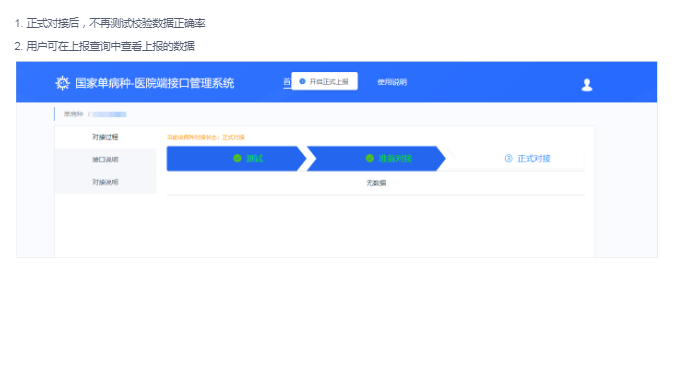 1. 正式对接后，不再测试校验数据正确率
2. 用户可在上报查询中查看上报的数据
国家单病种-医院端接口管理系统
首
开启正式上报
使用说明
单病种 /
对接过程
当前该病种对接状态：正式对接
测试
准备对接
③ 正式对接
接口说明
对接说明
无数据